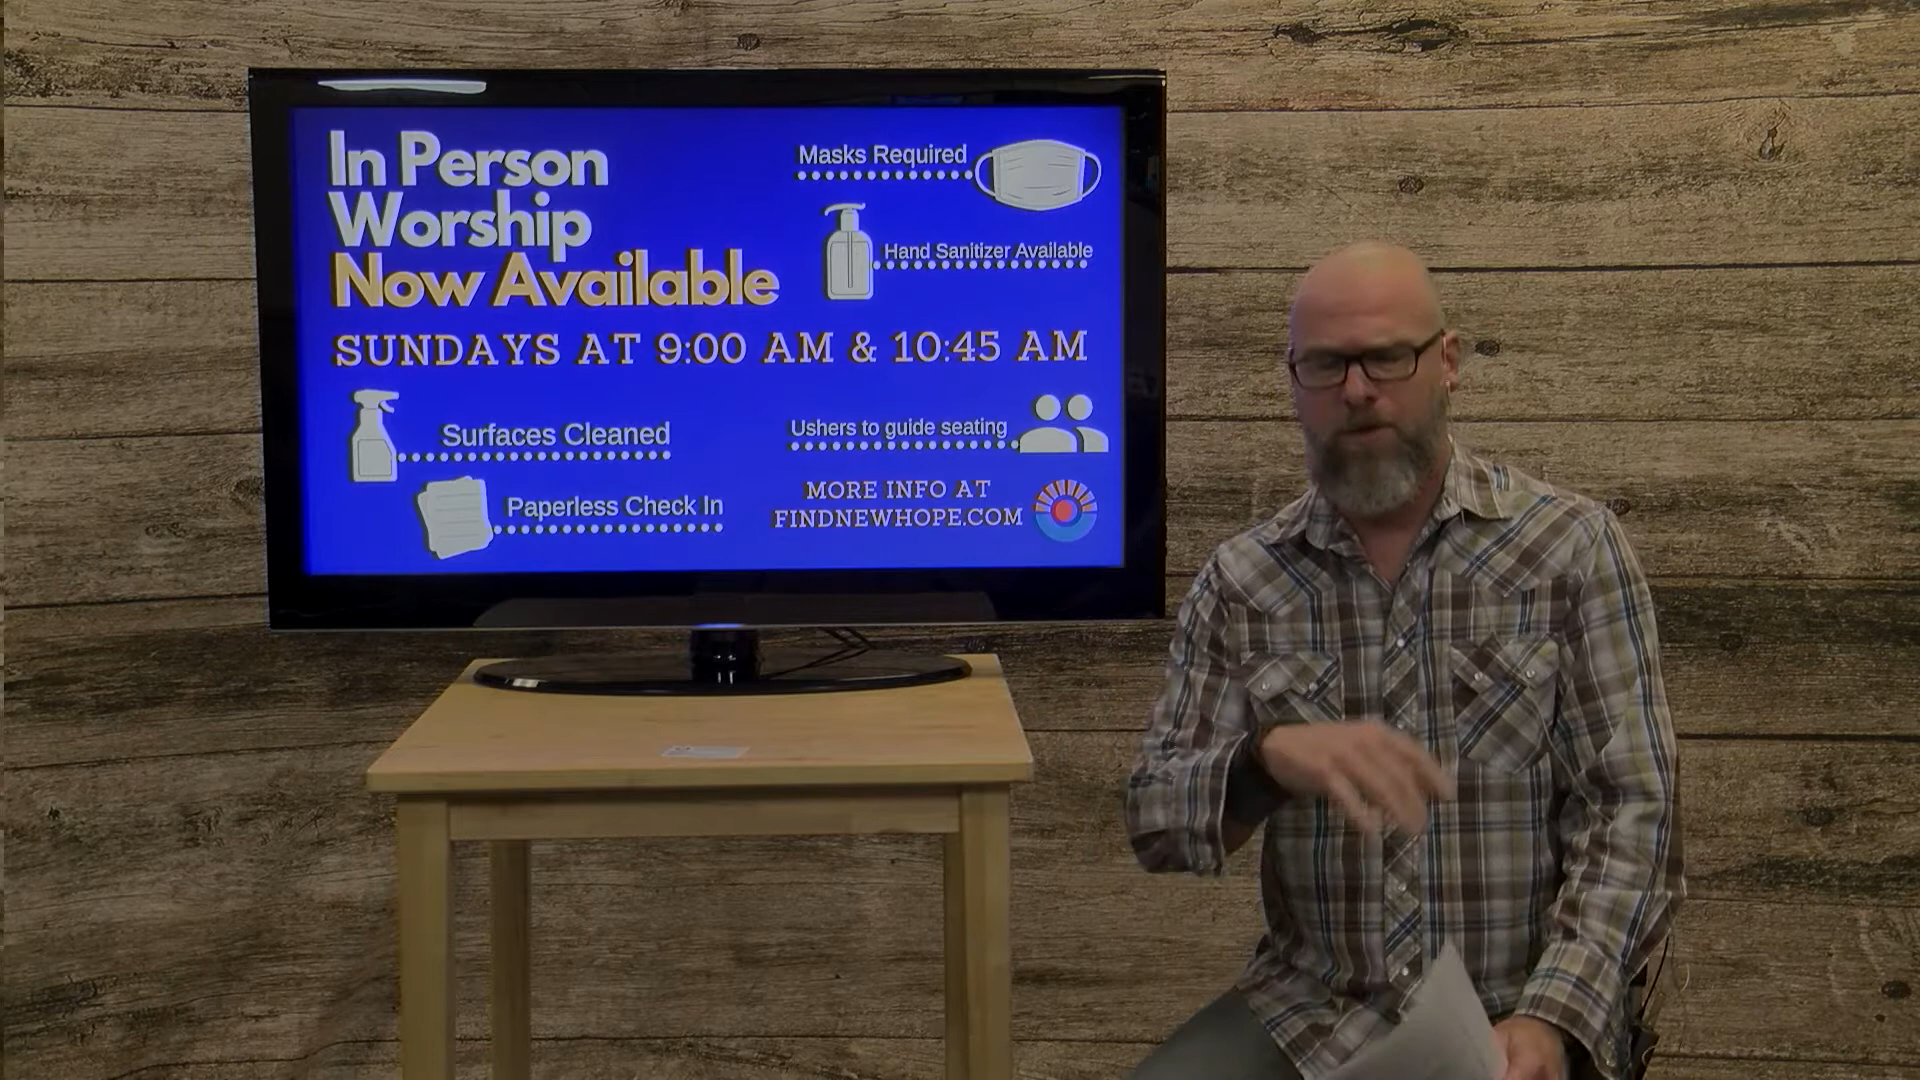 In Person
Worship
Now Available
Masks Required
Hand Sanitizer Available
SUNDAYS AT 9:00 AM & 10:45 AM
Surfaces Cleaned
Ushers to guide seating
Paperless Check In
MORE INFO AT
FINDNEWHOPE.COM